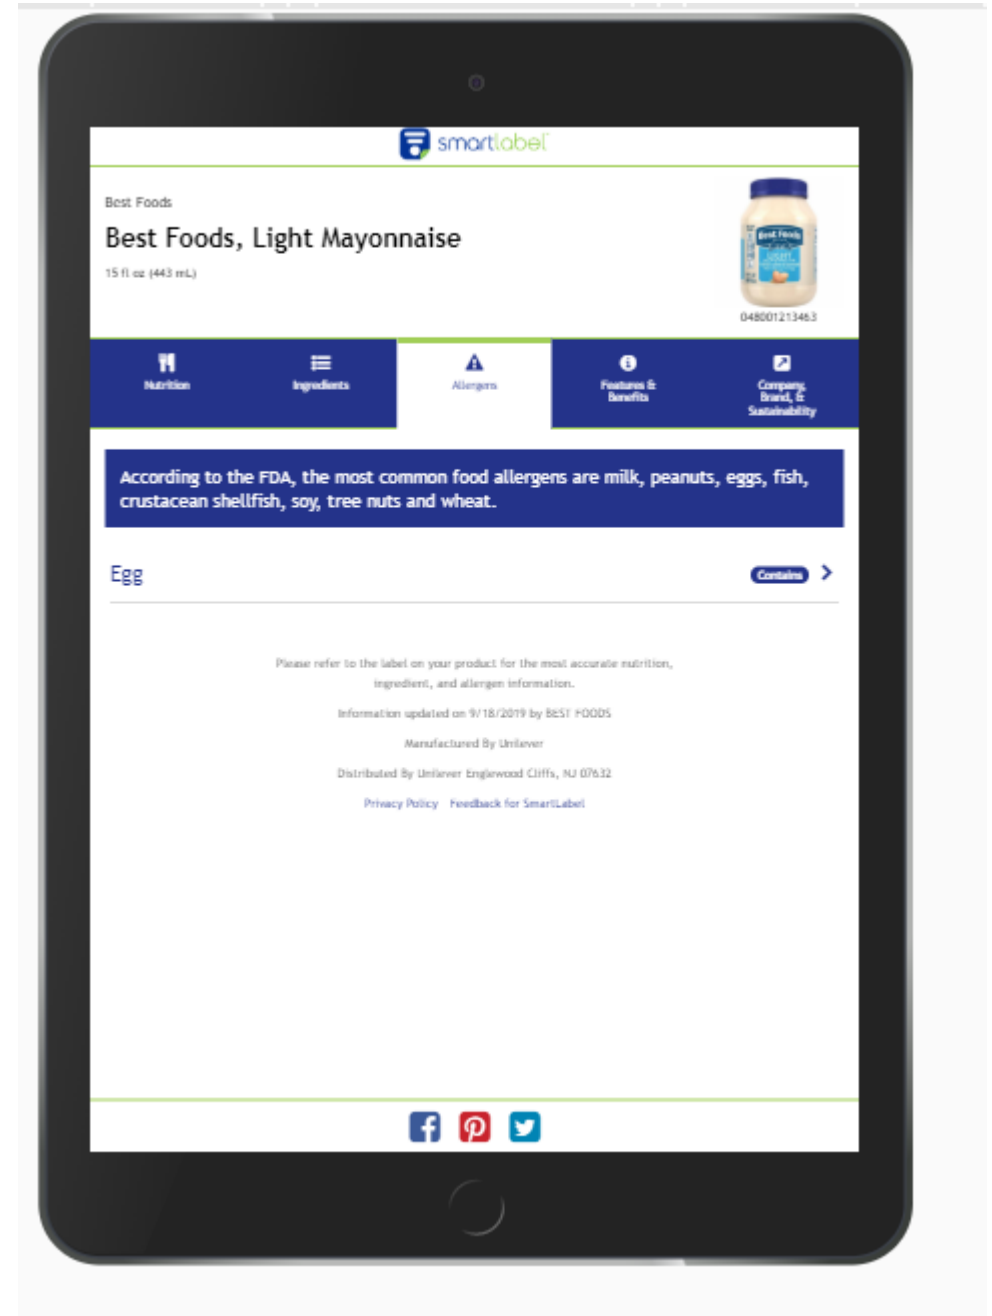 smartlabel™
Best Foods
Best Foods, Light Mayonnaise
15 fl oz (443 mL)
Best Foods
LIGHT
048001213463
Nutrition
Ingredients
Allergens
Features &
Benefits
Company,
Brand, &
Sustainability
According to the FDA, the most common food allergens are milk, peanuts, eggs, fish,
crustacean shellfish, soy, tree nuts and wheat.
Egg
Contains
Please refer to the label on your product for the most accurate nutrition,
ingredient, and allergen information.
Information updated on 9/18/2019 by BEST FOODS
Manufactured By Unilever
Distributed By Unilever Englewood Cliffs, NJ 07632
Privacy Policy Feedback for SmartLabel